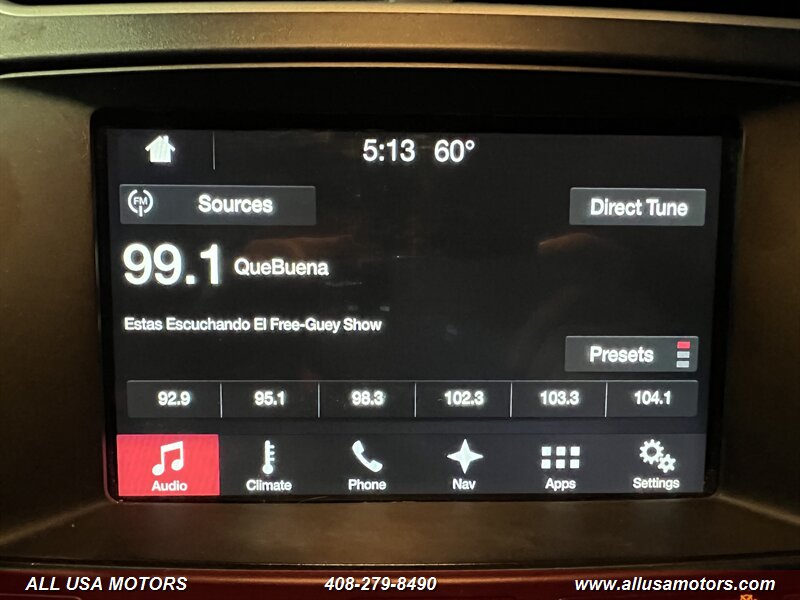 5:13 60°
FM Sources
Direct Tune
99.1 QueBuena
Estas Escuchando El Free-Guey Show
Presets
92.9 95.1 98.3 102.3 103.3 104.1
Audio Climate Phone Nav Apps Settings
ALL USA MOTORS 408-279-8490 www.allusamotors.com